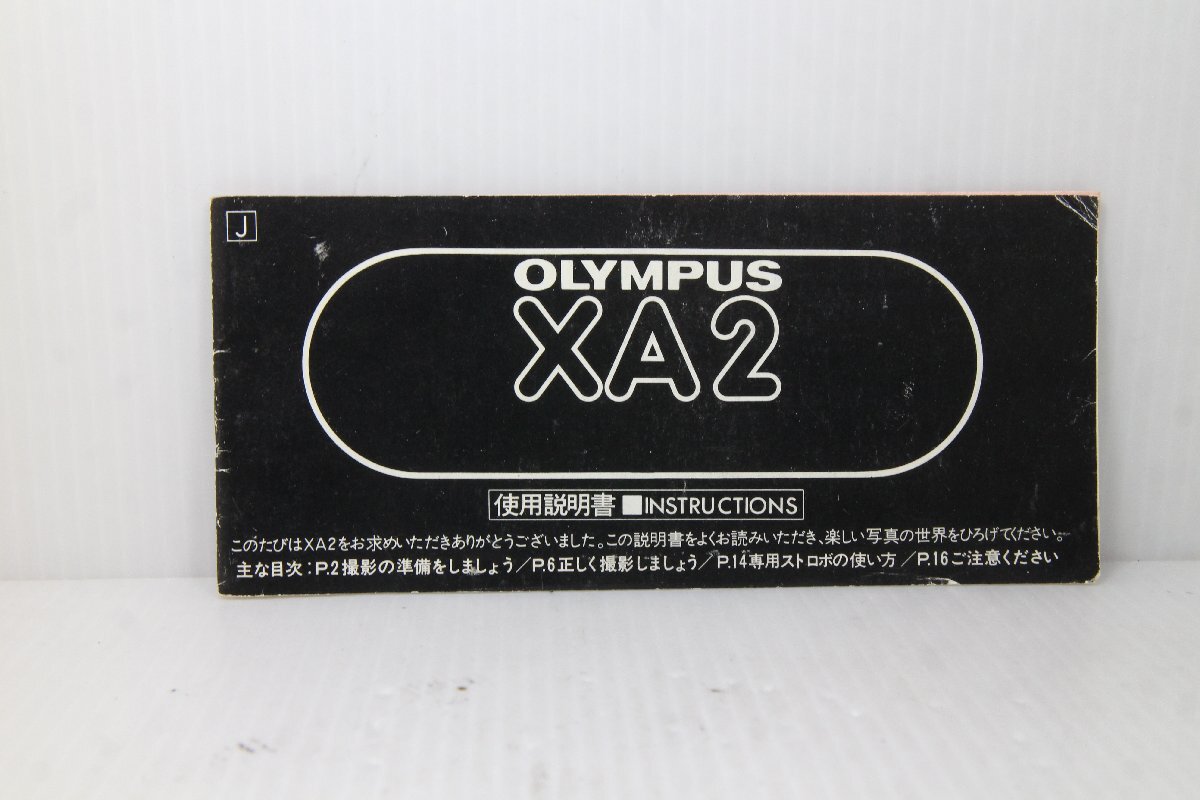 J
OLYMPUS
XA2
使用説明書 ■INSTRUCTIONS
このたびはXA2をお求めいただきありがとうございました。この説明書をよくお読みいただき、楽しい写真の世界をひろげてください。
主な目次：P.2撮影の準備をしましょう／P.6正しく撮影しましょう／P.14専用ストロボの使い方／P.16ご注意ください